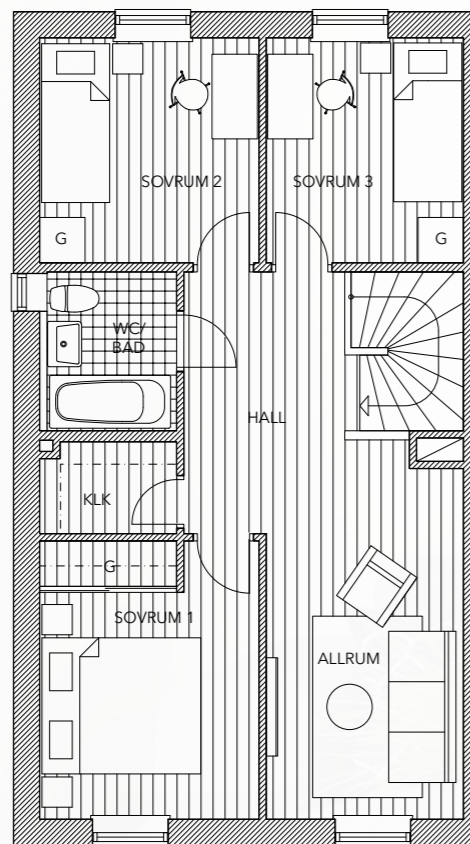 SOVRUM 2
SOVRUM 3
G
G
WC/
BAD
HALL
KLK
G
SOVRUM 1
ALLRUM